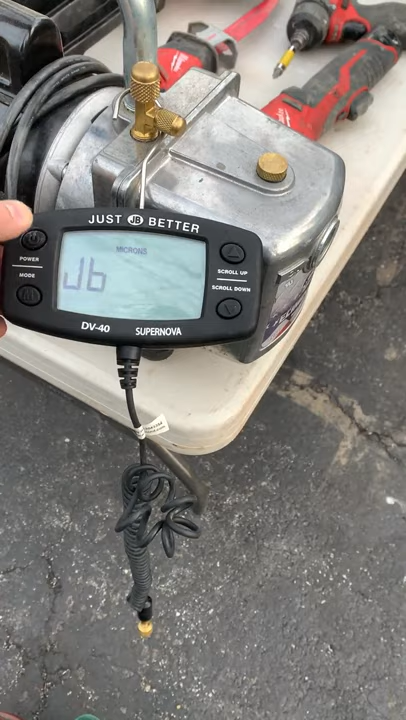 JUST JB BETTER
MICRONS
Jb
POWER
MODE
SCROLL UP
SCROLL DOWN
DV-40 SUPERNOVA